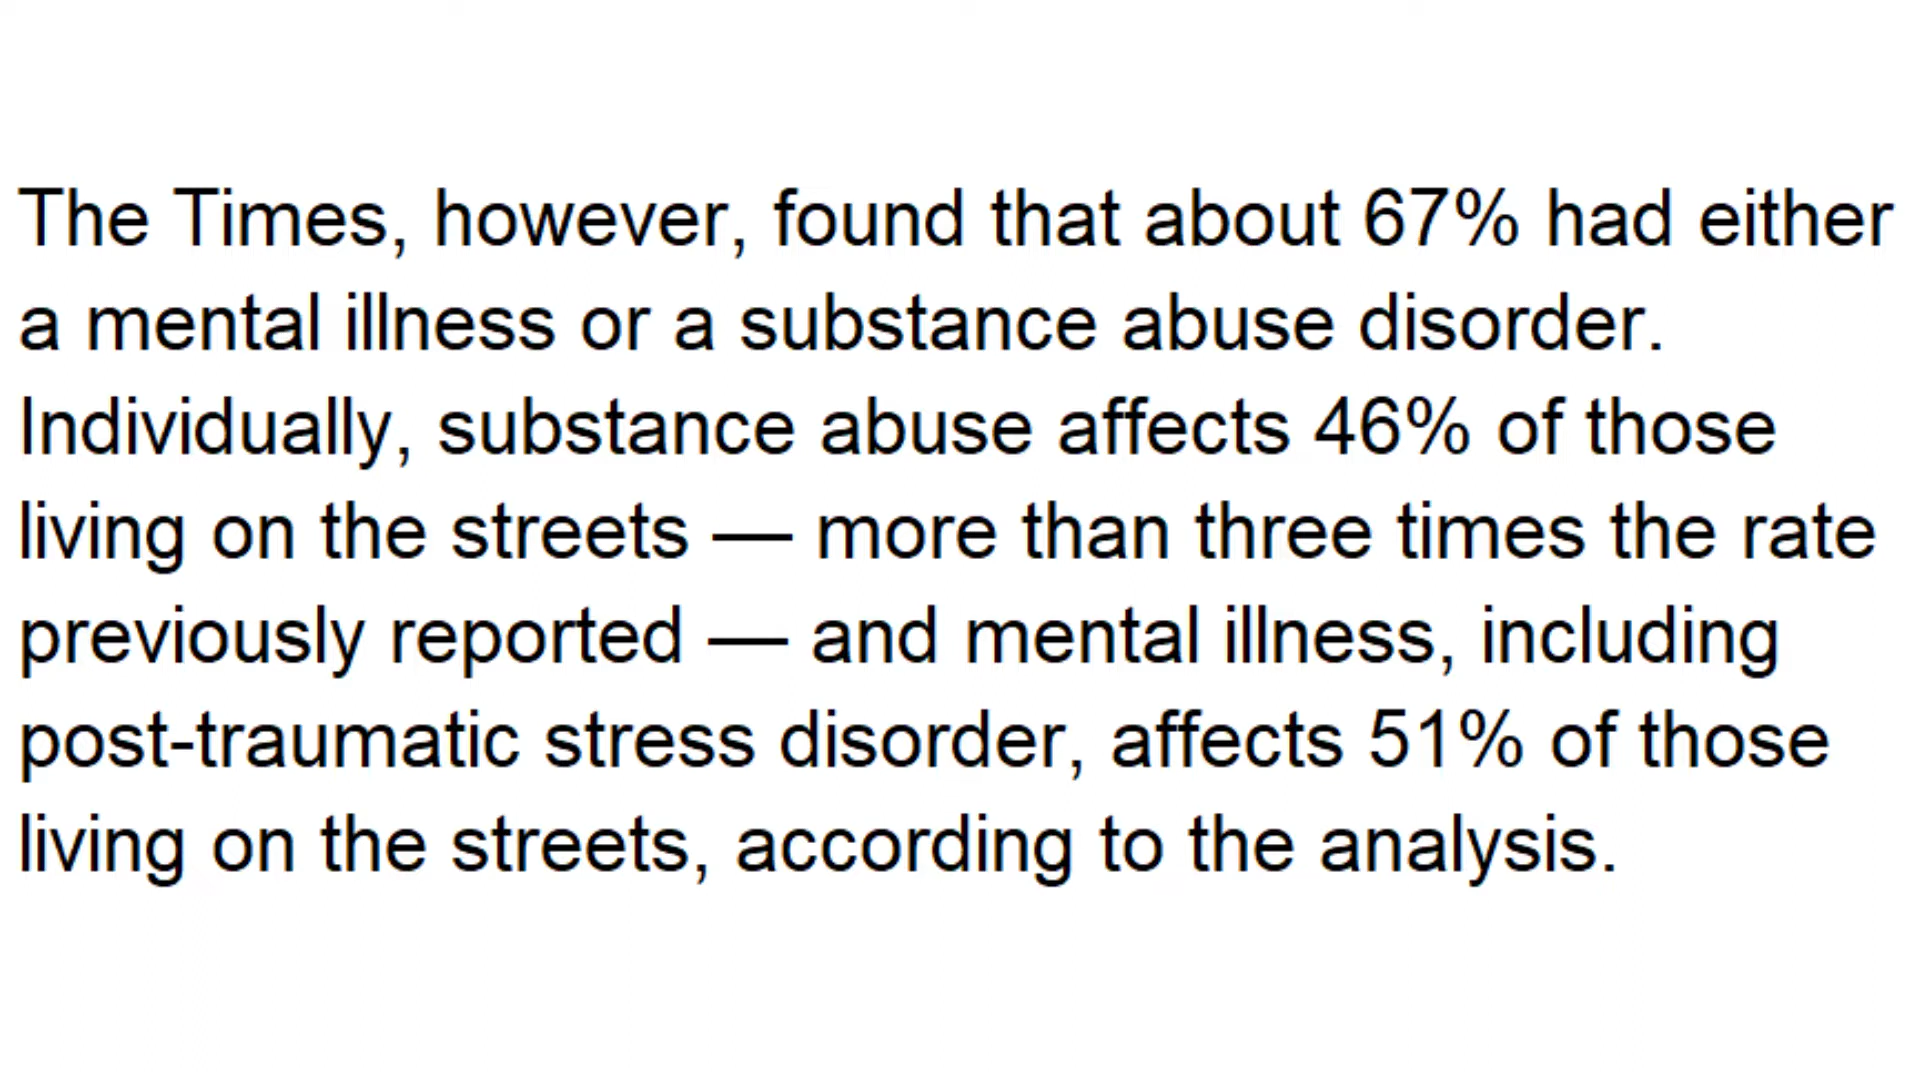 The Times, however, found that about 67% had either
a mental illness or a substance abuse disorder.
Individually, substance abuse affects 46% of those
living on the streets — more than three times the rate
previously reported — and mental illness, including
post-traumatic stress disorder, affects 51% of those
living on the streets, according to the analysis.